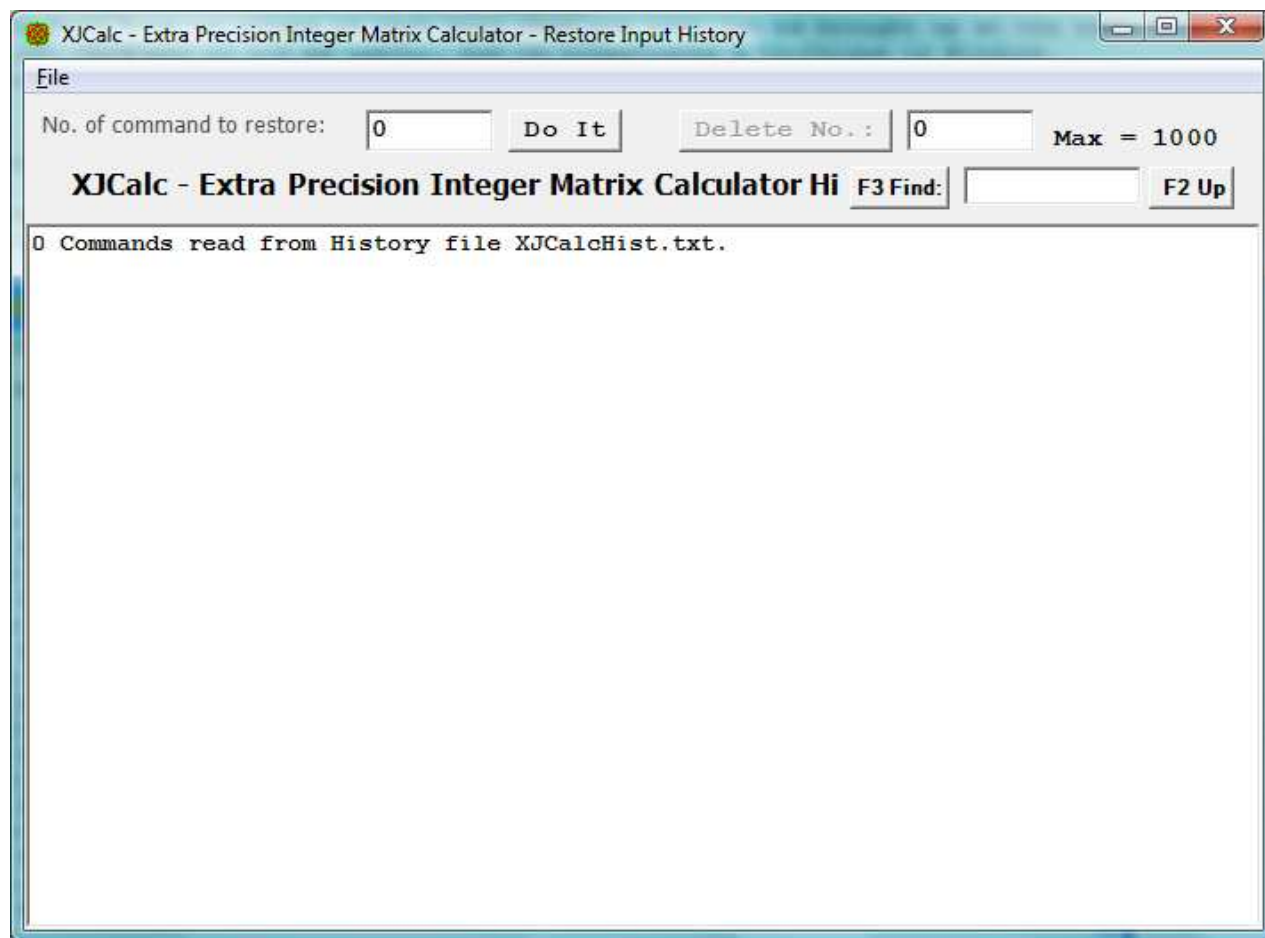 XJCalc - Extra Precision Integer Matrix Calculator - Restore Input History
File
No. of command to restore: 0 Do It Delete No.: 0 Max = 1000
XJCalc - Extra Precision Integer Matrix Calculator Hi F3 Find: F2 Up
0 Commands read from History file XJCalcHist.txt.